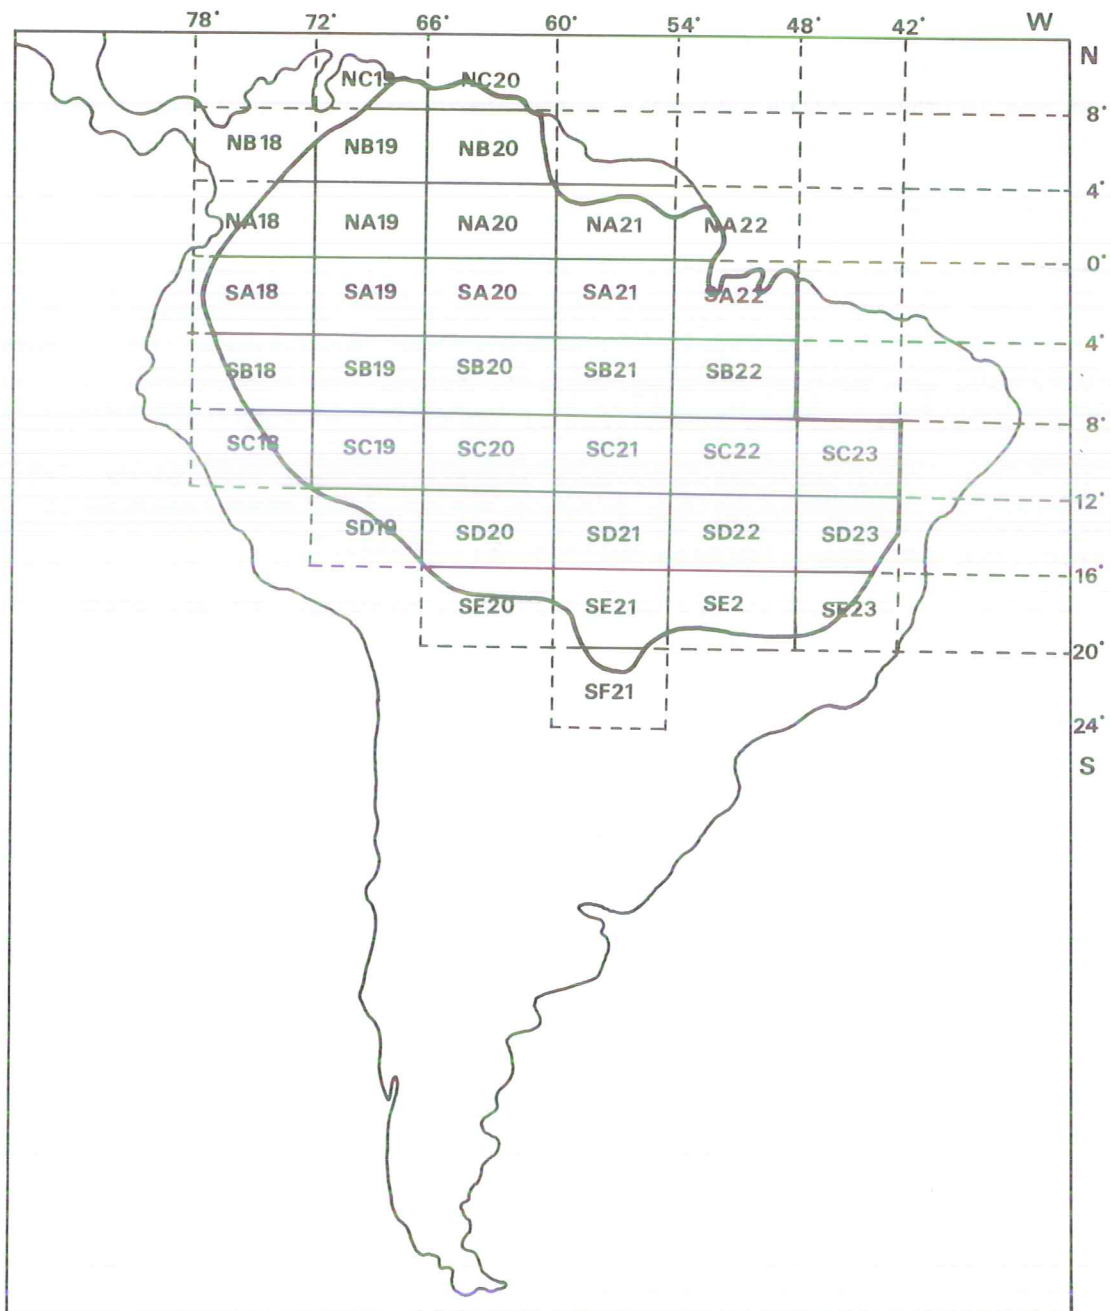 78° 72° 66° 60° 54° 48° 42° W
N
NC19 NC20
8°
NB18 NB19 NB20
4°
NA18 NA19 NA20 NA21 NA22
0°
SA18 SA19 SA20 SA21 SA22
4°
SB18 SB19 SB20 SB21 SB22
8°
SC18 SC19 SC20 SC21 SC22 SC23
12°
SD19 SD20 SD21 SD22 SD23
16°
SE20 SE21 SE2 SE23
20°
SF21
24°
S